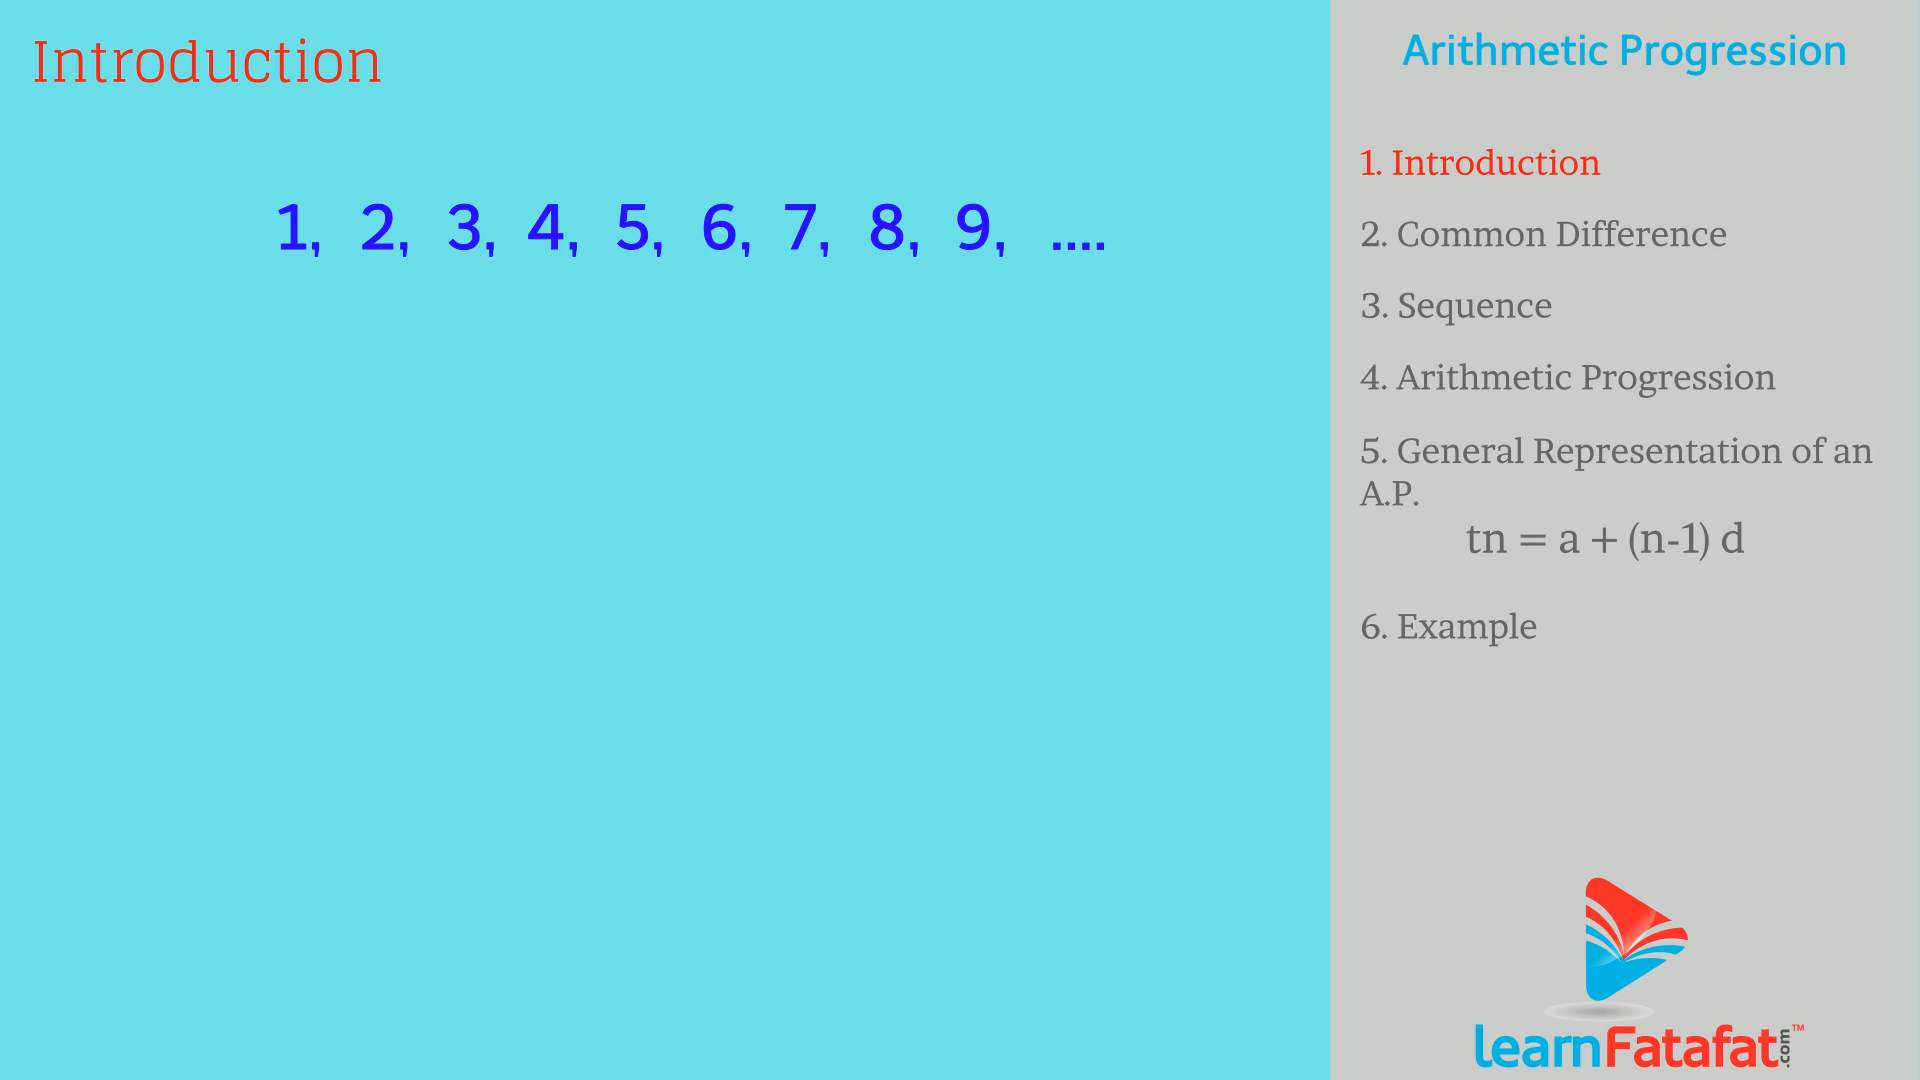 Introduction
1, 2, 3, 4, 5, 6, 7, 8, 9, ....
Arithmetic Progression
1. Introduction
2. Common Difference
3. Sequence
4. Arithmetic Progression
5. General Representation of an
A.P.
tn = a + (n-1) d
6. Example
learnFatafat.com™